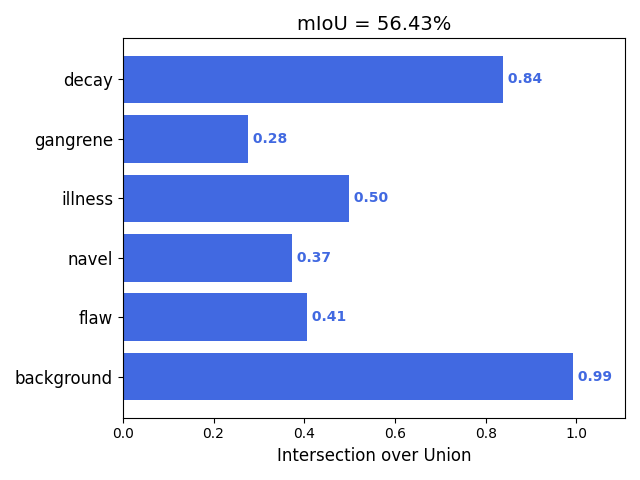 mIoU = 56.43%
decay 0.84
gangrene 0.28
illness 0.50
navel 0.37
flaw 0.41
background 0.99
0.0 0.2 0.4 0.6 0.8 1.0
Intersection over Union